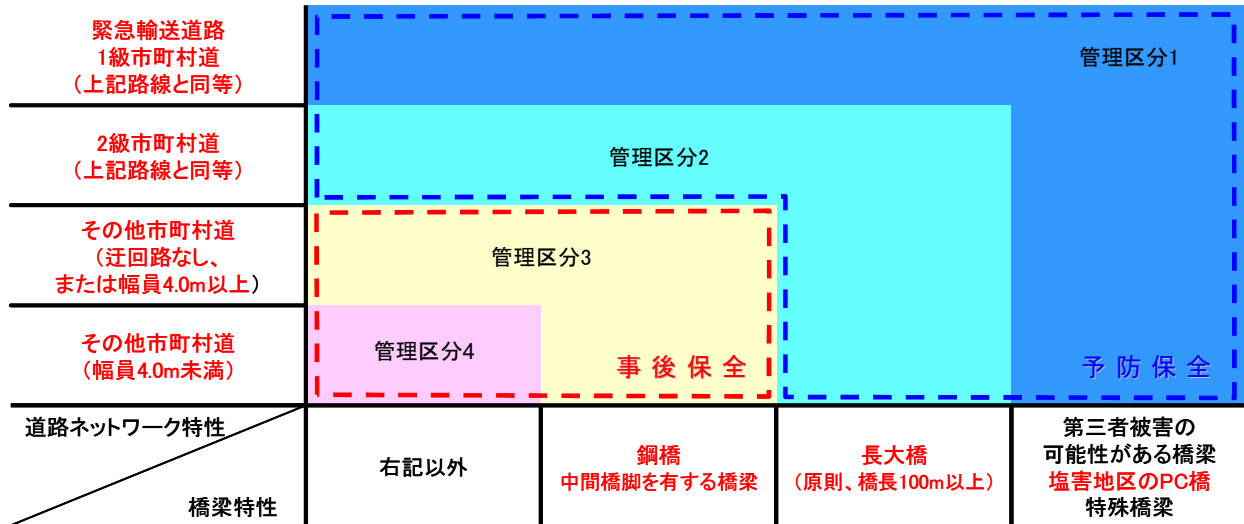 緊急輸送道路
1級市町村道
（上記路線と同等）
管理区分1
2級市町村道
（上記路線と同等）
管理区分2
その他市町村道
（迂回路なし、
または幅員4.0m以上）
管理区分3
その他市町村道
（幅員4.0m未満）
管理区分4
事後保全
予防保全
道路ネットワーク特性
橋梁特性
右記以外
鋼橋
中間橋脚を有する橋梁
長大橋
（原則、橋長100m以上）
第三者被害の
可能性がある橋梁
塩害地区のPC橋
特殊橋梁